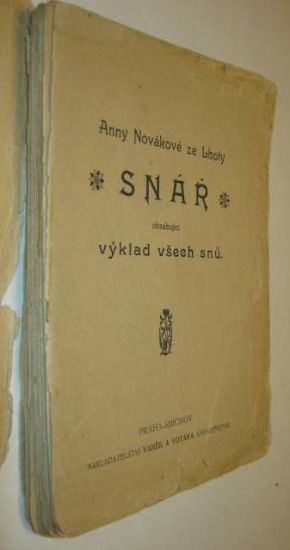 Anny Novákové ze Lhoty
* SNÁŘ *
obsahující
výklad všech snů.
PRAHA-SMÍCHOV
NAKLADATELSTVÍ VANĚK A VOTAVA